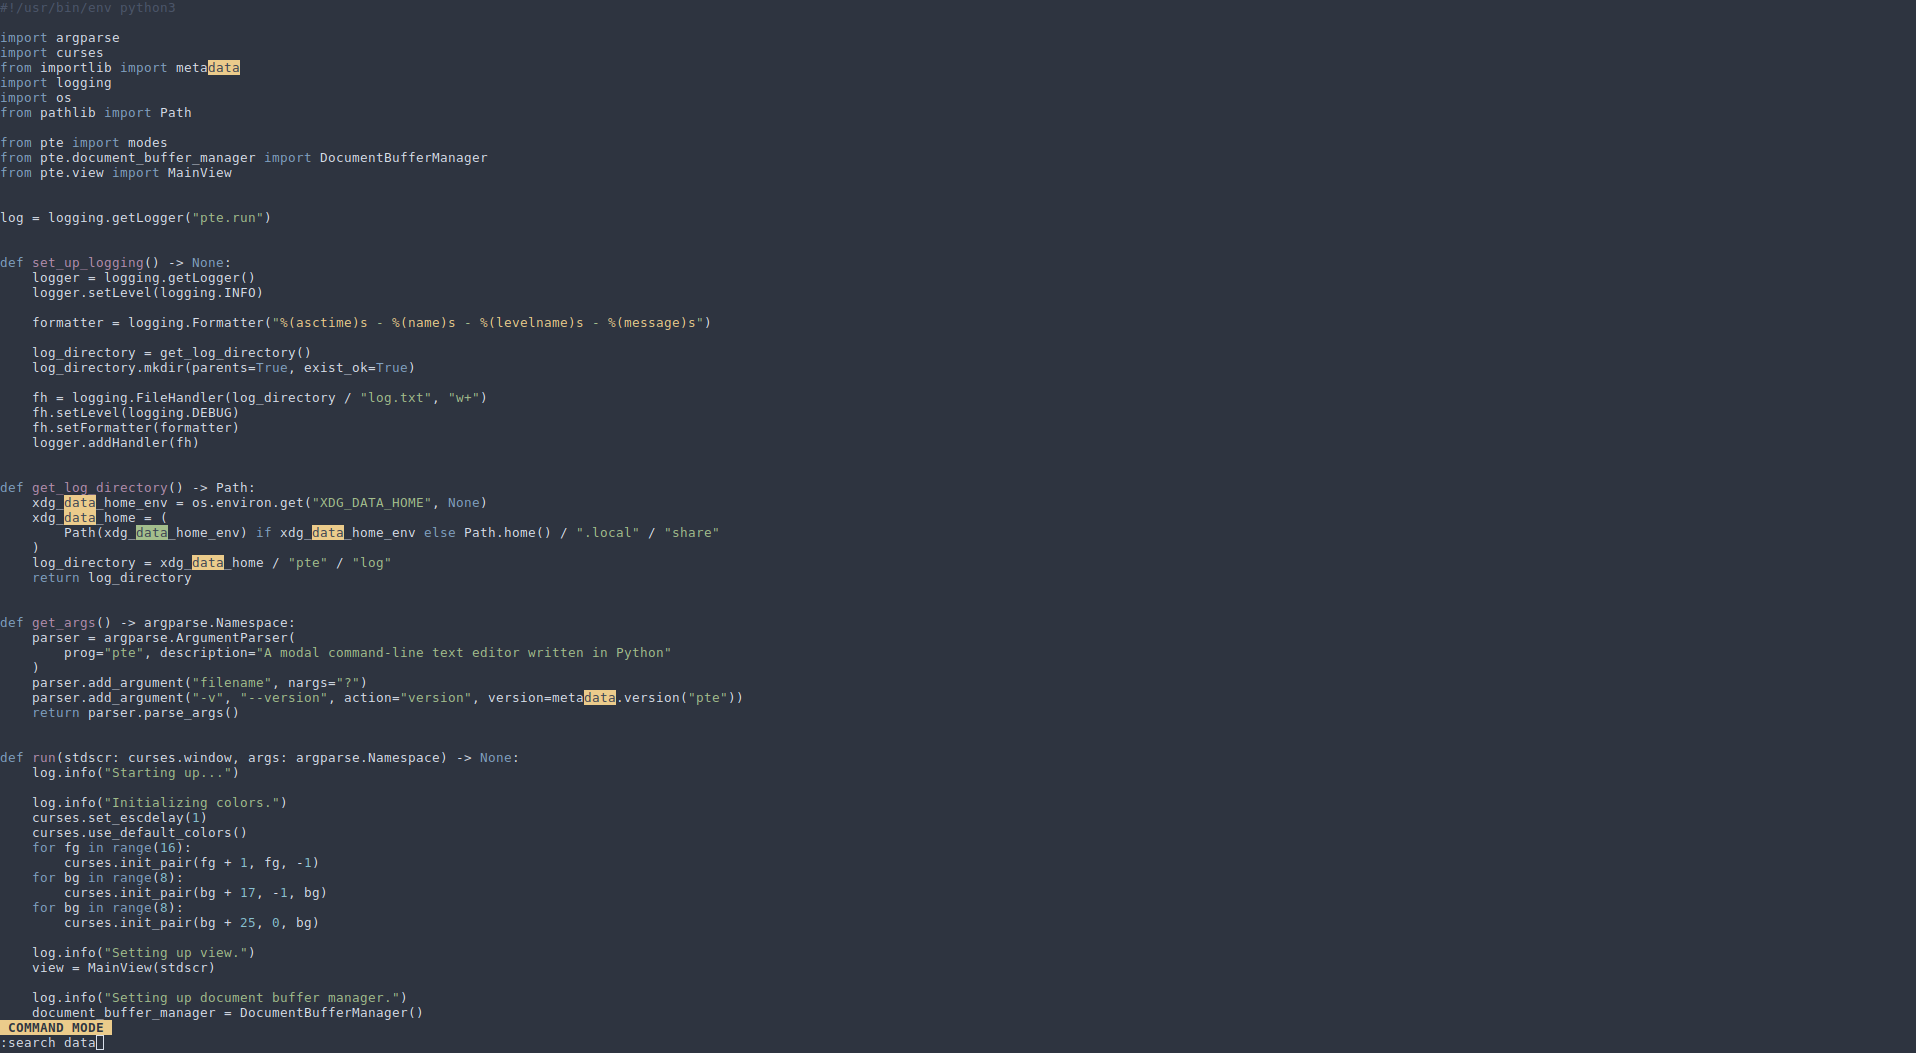 #!/usr/bin/env python3

import argparse
import curses
from importlib import metadata
import logging
import os
from pathlib import Path

from pte import modes
from pte.document_buffer_manager import DocumentBufferManager
from pte.view import MainView


log = logging.getLogger("pte.run")


def set_up_logging() -> None:
    logger = logging.getLogger()
    logger.setLevel(logging.INFO)

    formatter = logging.Formatter("%(asctime)s - %(name)s - %(levelname)s - %(message)s")

    log_directory = get_log_directory()
    log_directory.mkdir(parents=True, exist_ok=True)

    fh = logging.FileHandler(log_directory / "log.txt", "w+")
    fh.setLevel(logging.DEBUG)
    fh.setFormatter(formatter)
    logger.addHandler(fh)


def get_log_directory() -> Path:
    xdg_data_home_env = os.environ.get("XDG_DATA_HOME", None)
    xdg_data_home = (
        Path(xdg_data_home_env) if xdg_data_home_env else Path.home() / ".local" / "share"
    )
    log_directory = xdg_data_home / "pte" / "log"
    return log_directory


def get_args() -> argparse.Namespace:
    parser = argparse.ArgumentParser(
        prog="pte", description="A modal command-line text editor written in Python"
    )
    parser.add_argument("filename", nargs="?")
    parser.add_argument("-v", "--version", action="version", version=metadata.version("pte"))
    return parser.parse_args()


def run(stdscr: curses.window, args: argparse.Namespace) -> None:
    log.info("Starting up...")

    log.info("Initializing colors.")
    curses.set_escdelay(1)
    curses.use_default_colors()
    for fg in range(16):
        curses.init_pair(fg + 1, fg, -1)
    for bg in range(8):
        curses.init_pair(bg + 17, -1, bg)
    for bg in range(8):
        curses.init_pair(bg + 25, 0, bg)

    log.info("Setting up view.")
    view = MainView(stdscr)

    log.info("Setting up document buffer manager.")
    document_buffer_manager = DocumentBufferManager()
COMMAND MODE
:search data